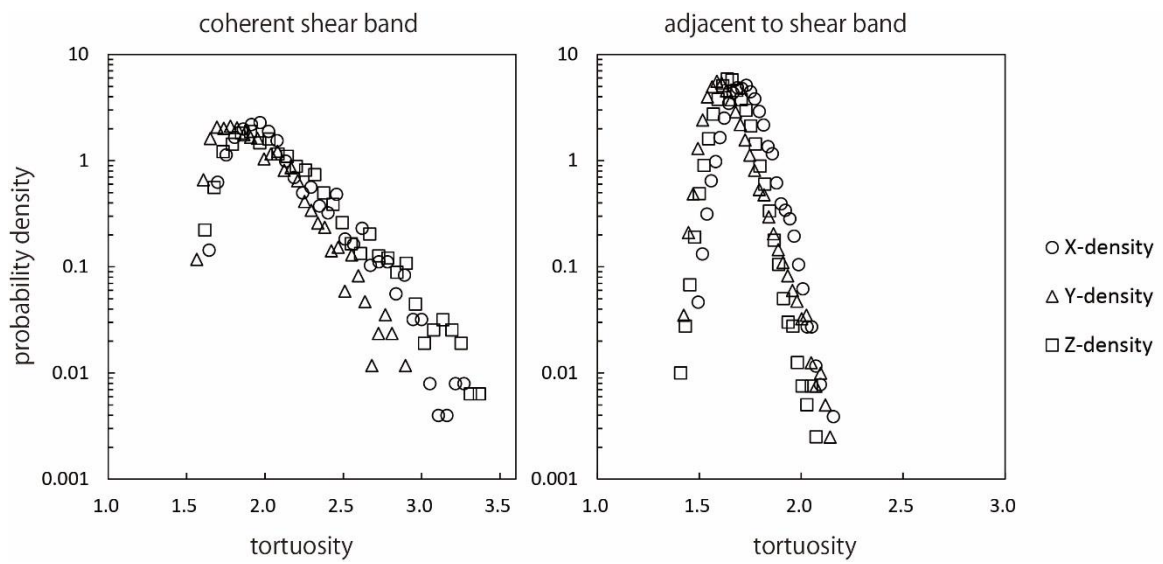 coherent shear band
adjacent to shear band
probability density
10
1
0.1
0.01
0.001
1.0 1.5 2.0 2.5 3.0 3.5
tortuosity
10
1
0.1
0.01
0.001
1.0 1.5 2.0 2.5 3.0
tortuosity
X-density
Y-density
Z-density